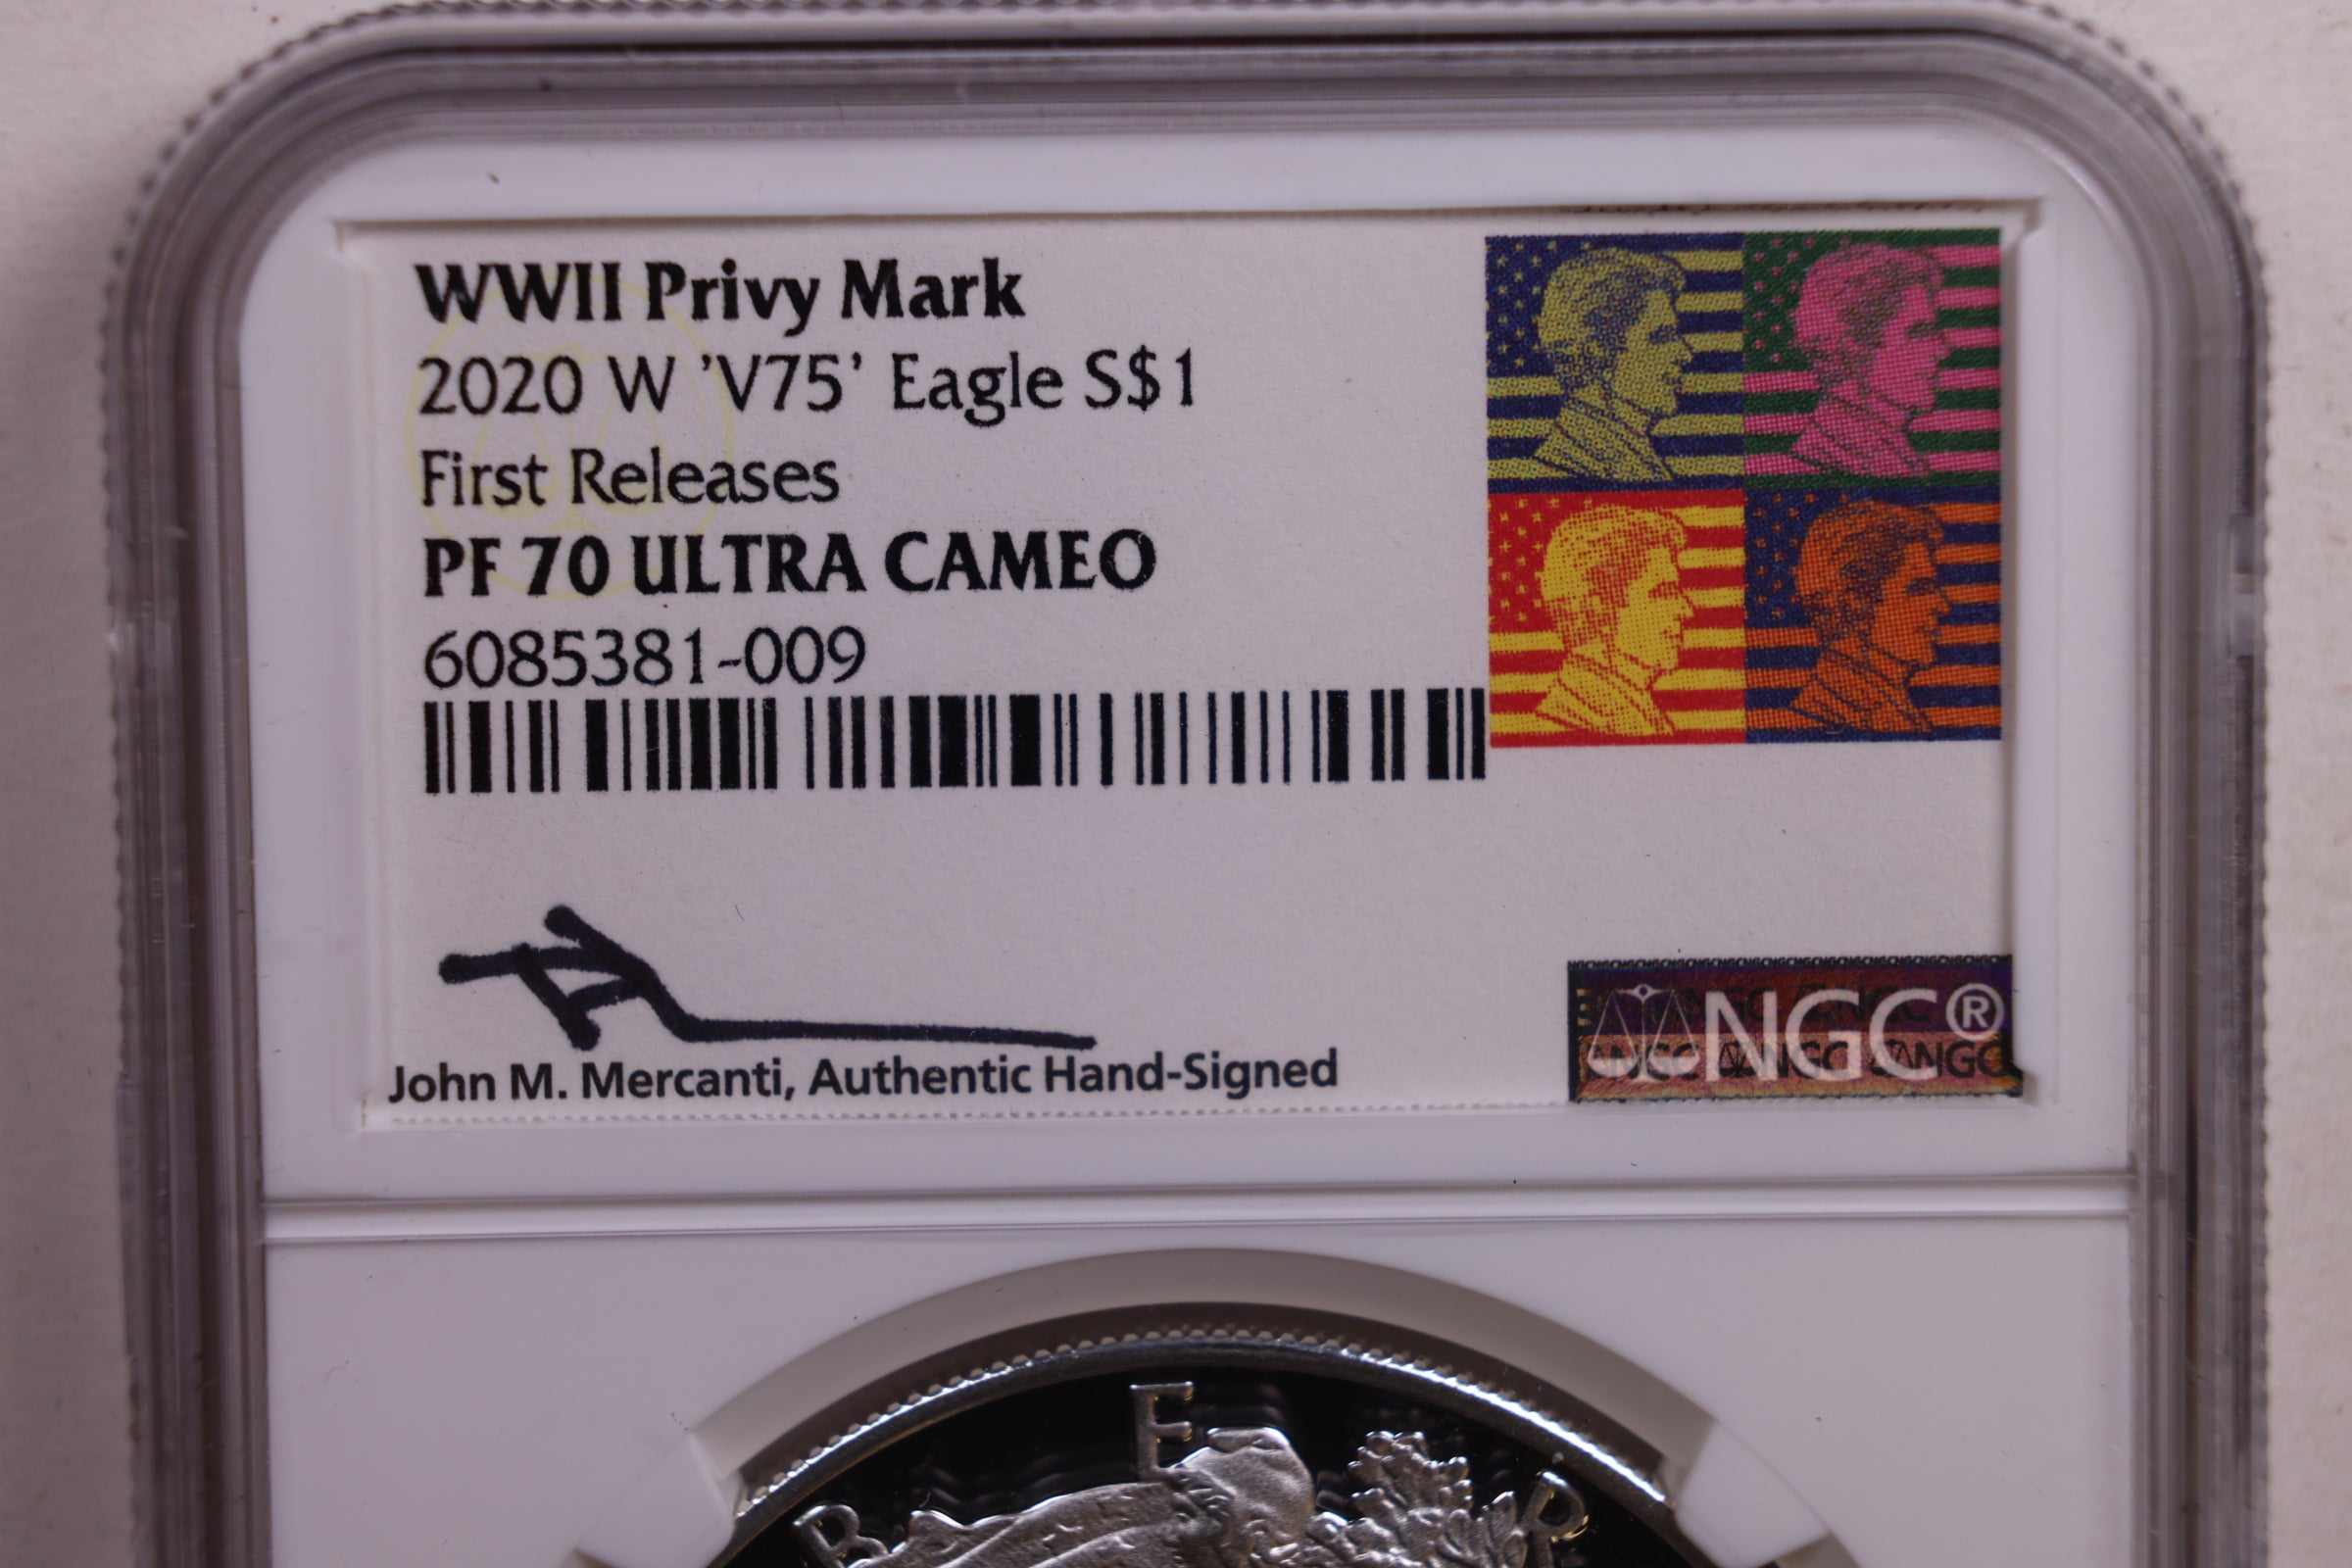 WWII Privy Mark
2020 W 'V75' Eagle S$1
First Releases
PF 70 ULTRA CAMEO
6085381-009
John M. Mercanti, Authentic Hand-Signed
NGC®
B E R